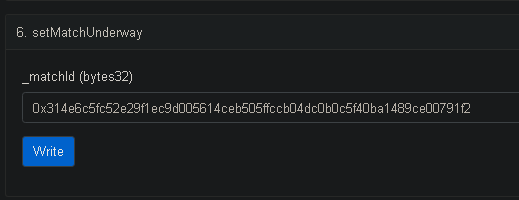 6. setMatchUnderway
_matchId (bytes32)
0x314e6c5fc52e29f1ec9d005614ceb505ffccb04dc0b0c5f40ba1489ce00791f2
Write